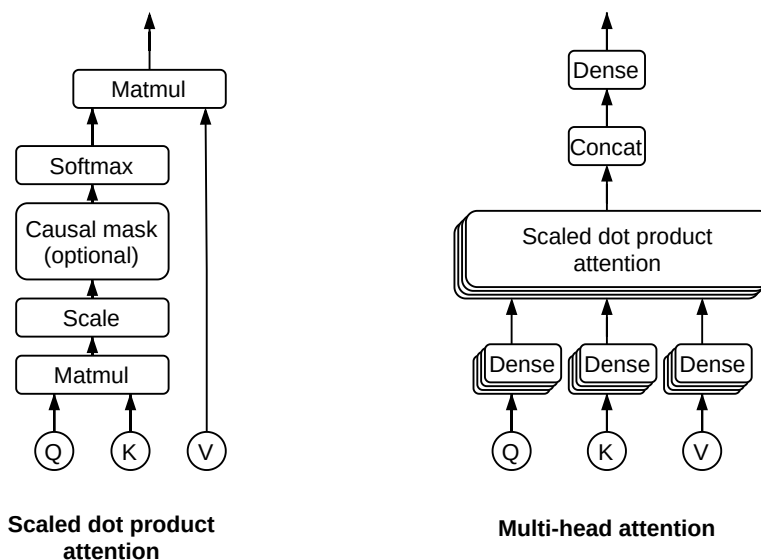 Matmul
Softmax
Causal mask
(optional)
Scale
Matmul
Q
K
V
Scaled dot product
attention
Dense
Concat
Scaled dot product
attention
Dense
Dense
Dense
Q
K
V
Multi-head attention